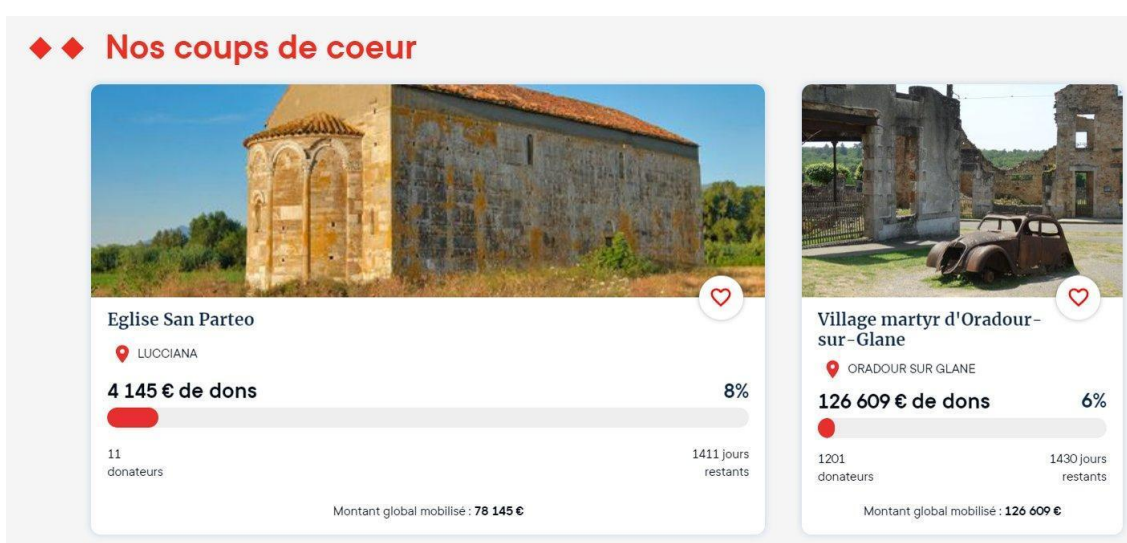 Nos coups de coeur
Eglise San Parteo
LUCCIANA
4 145 € de dons
8%
11
donateurs
1411 jours
restants
Montant global mobilisé : 78 145 €
Village martyr d'Oradour-
sur-Glane
ORADOUR SUR GLANE
126 609 € de dons
6%
1201
donateurs
1430 jours
restants
Montant global mobilisé : 126 609 €